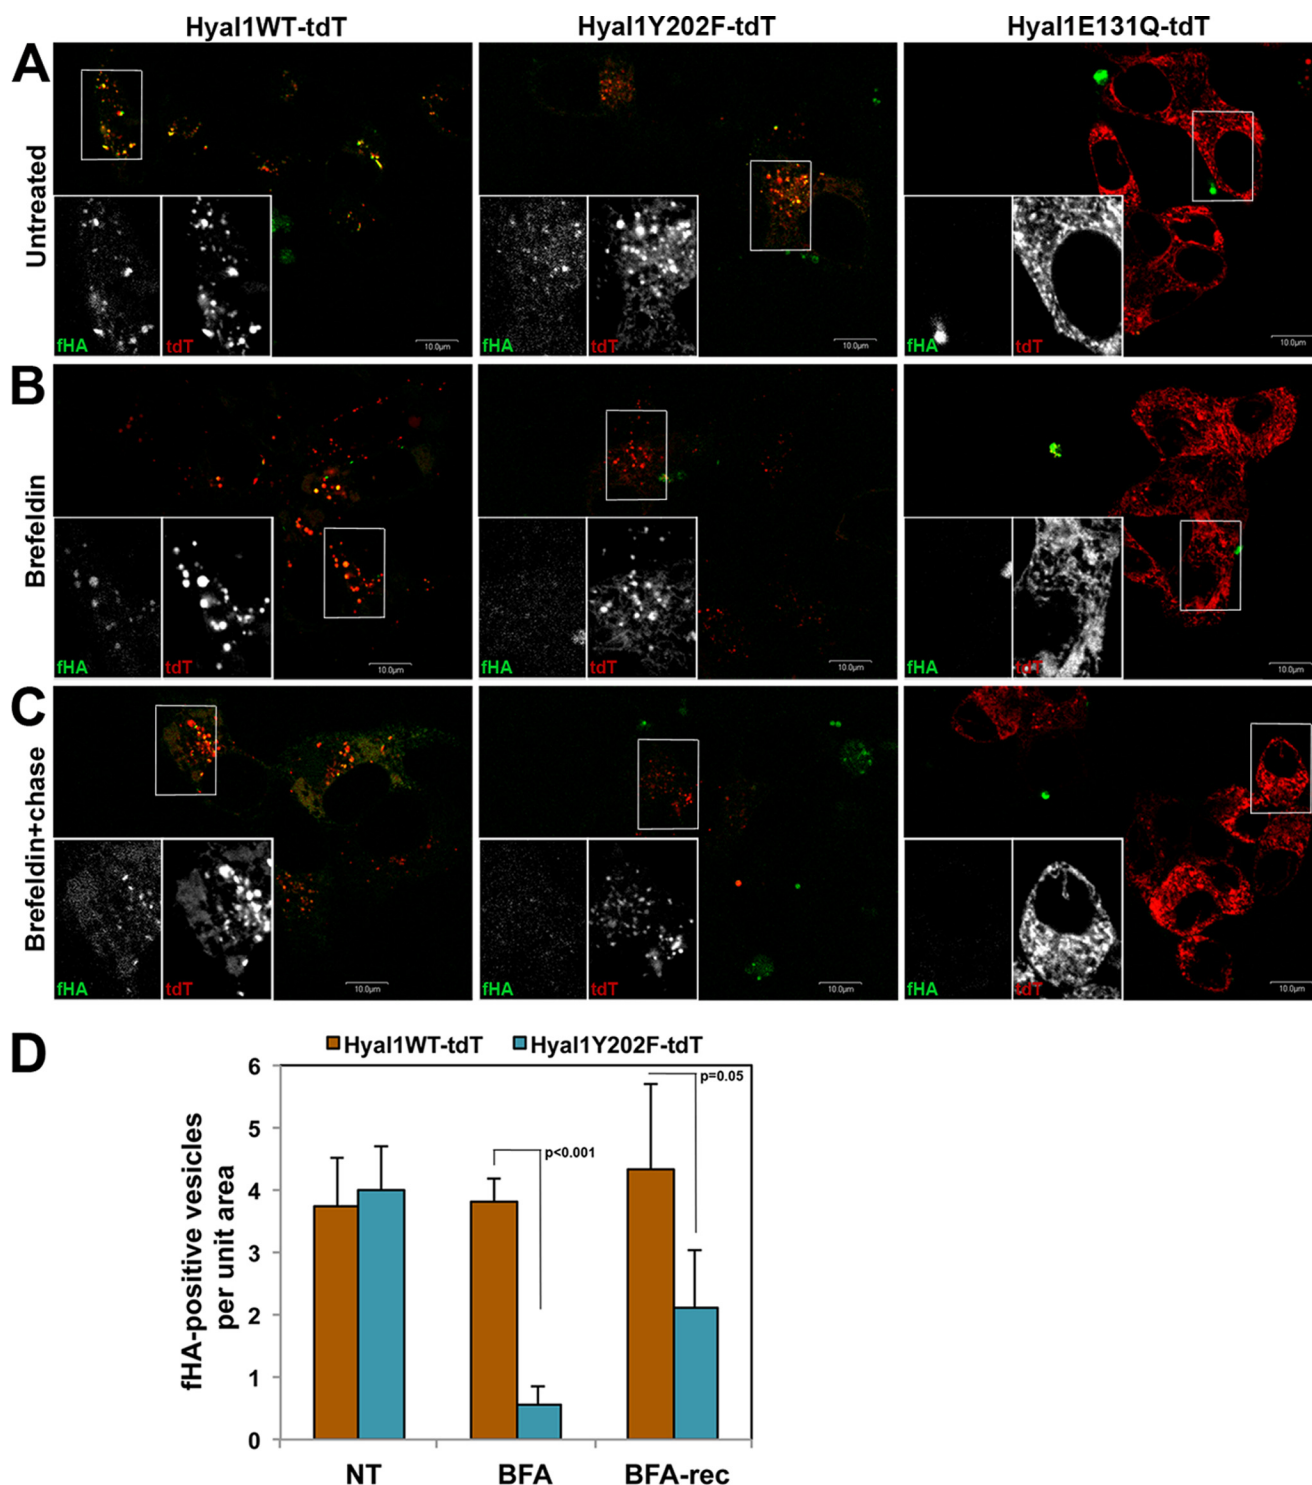 Hyal1WT-tdT Hyal1Y202F-tdT Hyal1E131Q-tdT
A
Untreated
fHA tdT 10.0µm fHA tdT 10.0µm fHA tdT 10.0µm
B
Brefeldin
fHA tdT 10.0µm fHA tdT 10.0µm fHA tdT 10.0µm
C
Brefeldin+chase
fHA tdT 10.0µm fHA tdT 10.0µm fHA tdT 10.0µm
D
Hyal1WT-tdT Hyal1Y202F-tdT
fHA-positive vesicles
per unit area
6
5
4
3
2
1
0
p<0.001
p=0.05
NT BFA BFA-rec